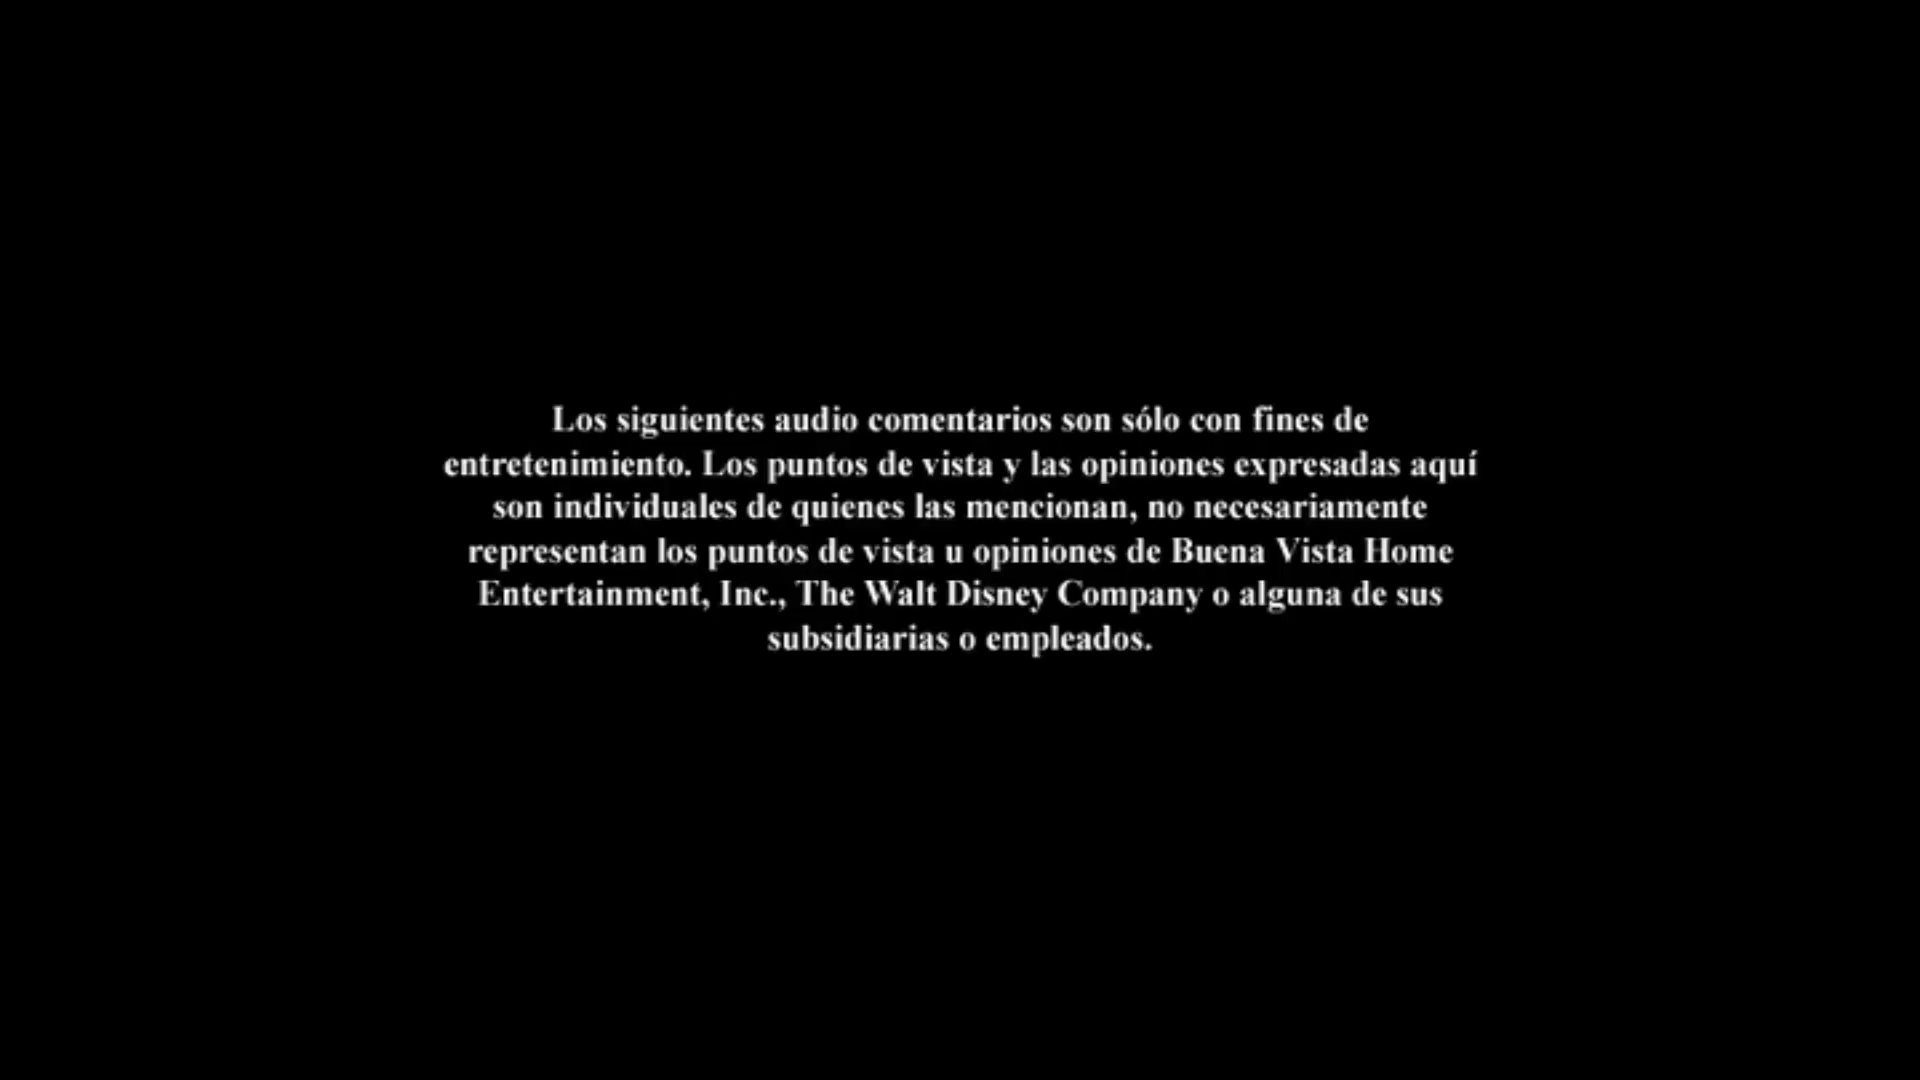 Los siguientes audio comentarios son sólo con fines de
entretenimiento. Los puntos de vista y las opiniones expresadas aquí
son individuales de quienes las mencionan, no necesariamente
representan los puntos de vista u opiniones de Buena Vista Home
Entertainment, Inc., The Walt Disney Company o alguna de sus
subsidiarias o empleados.